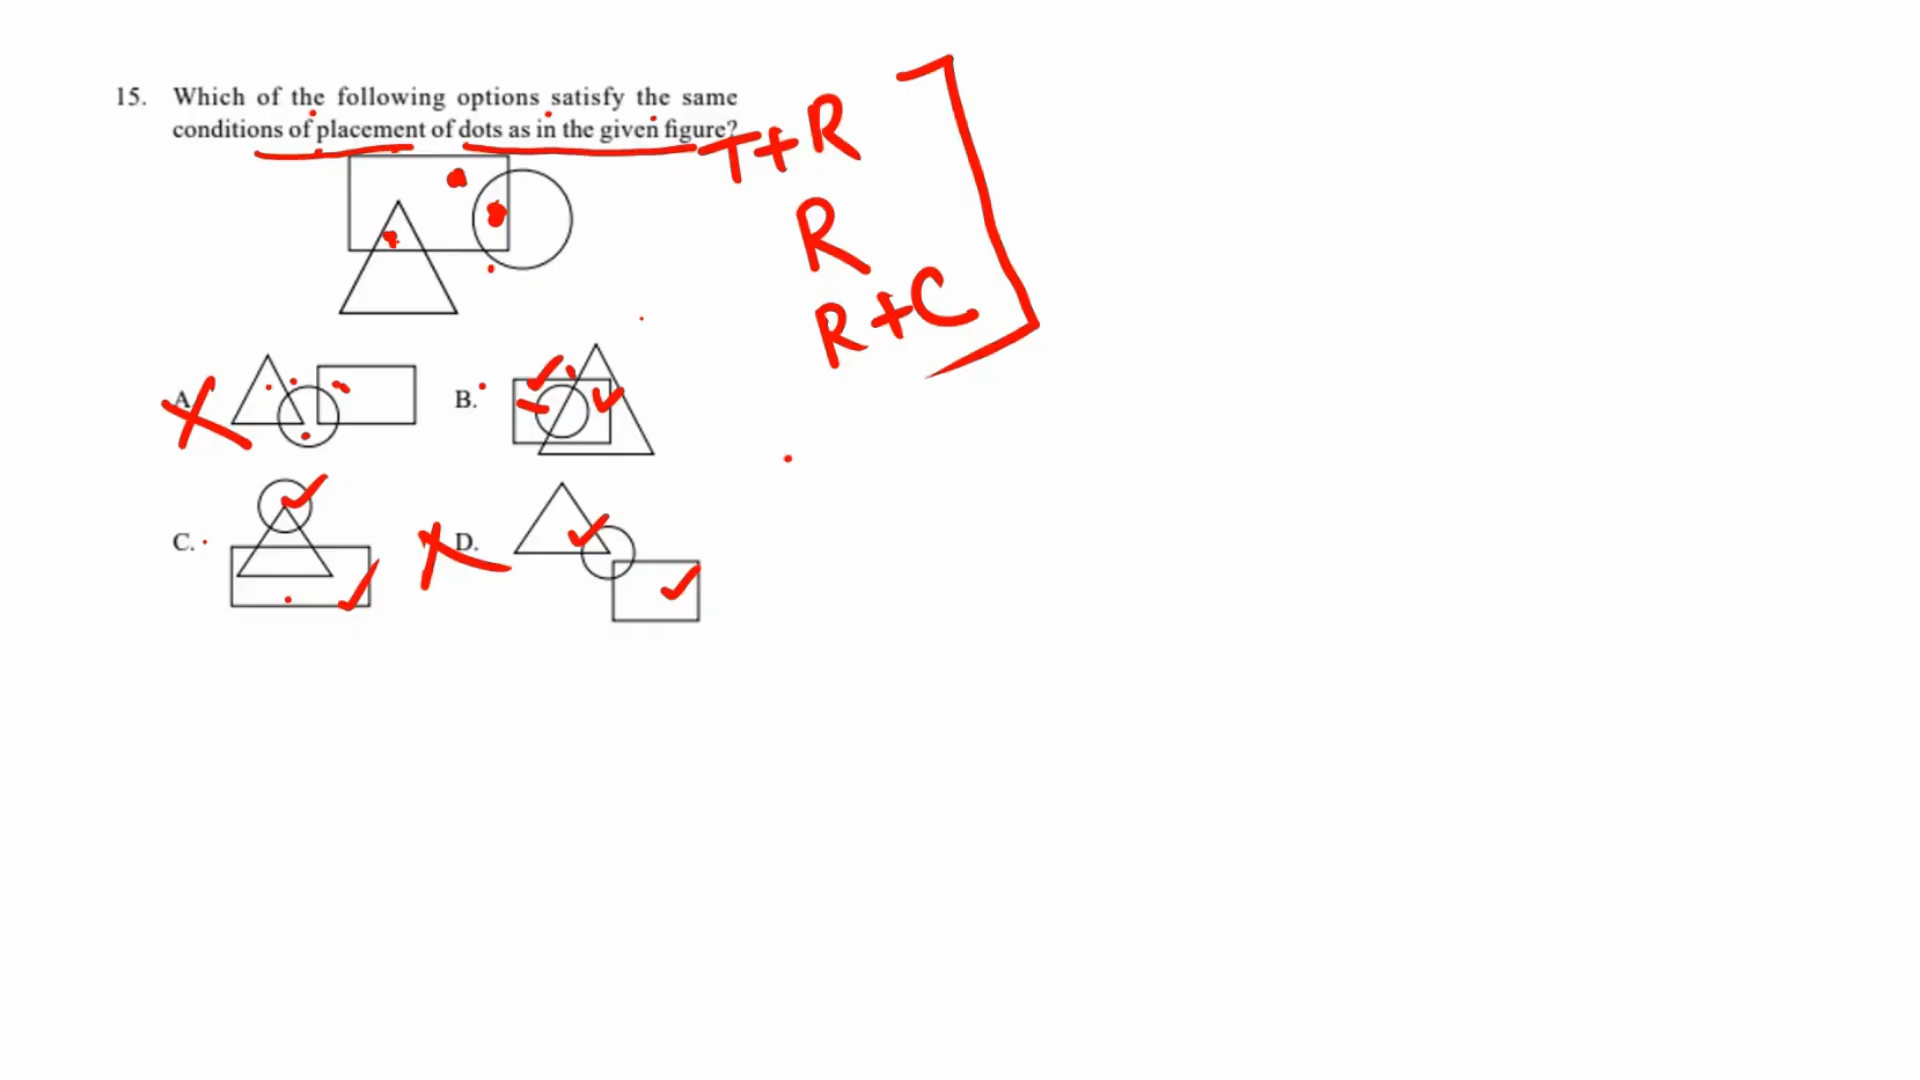 15. Which of the following options satisfy the same
conditions of placement of dots as in the given figure?
T+R
R
R+C
A.
B.
C.
D.